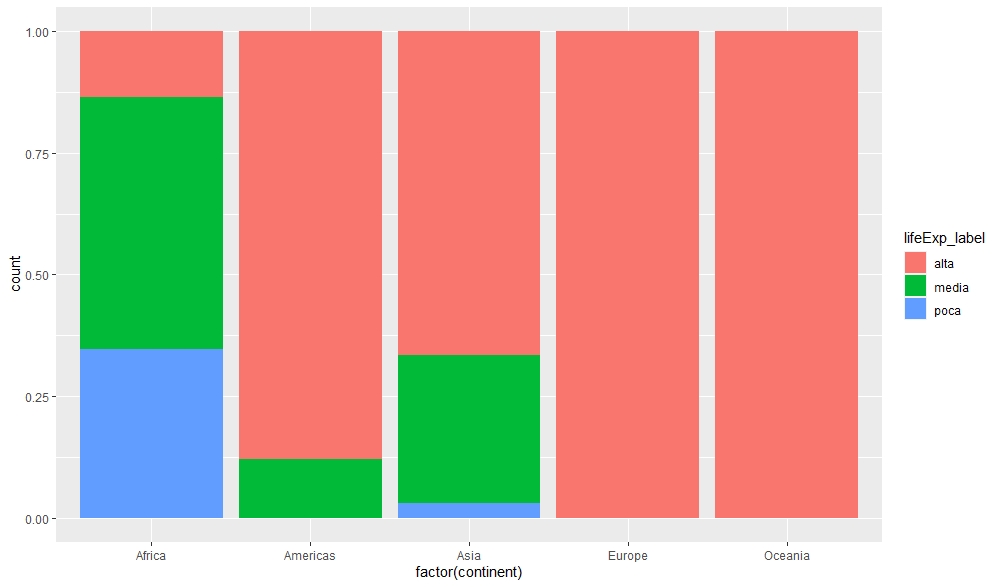 1.00
0.75
0.50
0.25
0.00
count
Africa
Americas
Asia
Europe
Oceania
factor(continent)
lifeExp_label
alta
media
poca